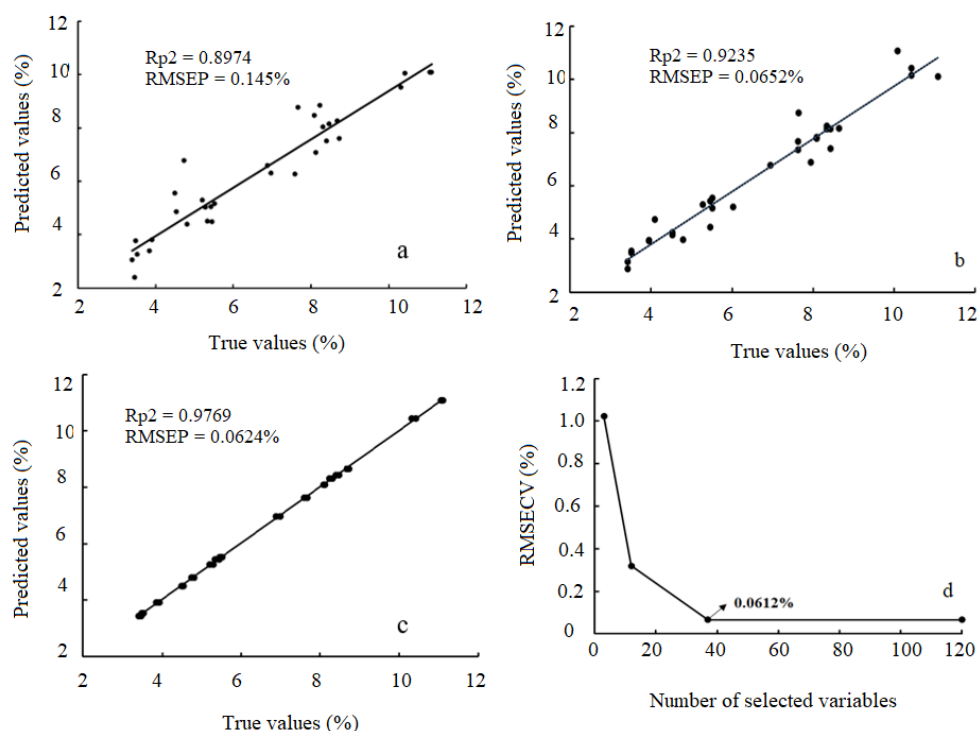 12
10
8
6
4
2
Predicted values (%)
Rp2 = 0.8974
RMSEP = 0.145%
a
2 4 6 8 10 12
True values (%)
12
10
8
6
4
2
Predicted values (%)
Rp2 = 0.9235
RMSEP = 0.0652%
b
2 4 6 8 10 12
True values (%)
12
10
8
6
4
2
Predicted values (%)
Rp2 = 0.9769
RMSEP = 0.0624%
c
2 4 6 8 10 12
True values (%)
1.2
1.0
0.8
0.6
0.4
0.2
0
RMSECV (%)
d
0.0612%
0 20 40 60 80 100 120
Number of selected variables